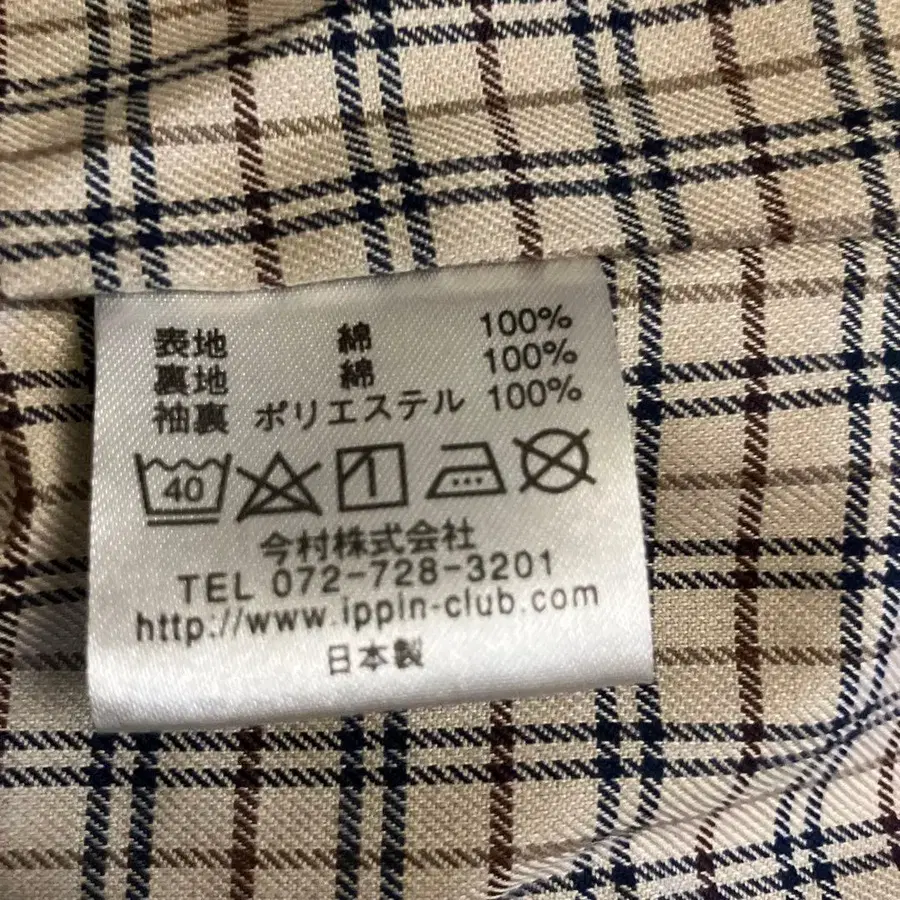 表地 綿 100%
裏地 綿 100%
袖裏 ポリエステル 100%
40
今村株式会社
TEL 072-728-3201
http://www.ippin-club.com
日本製